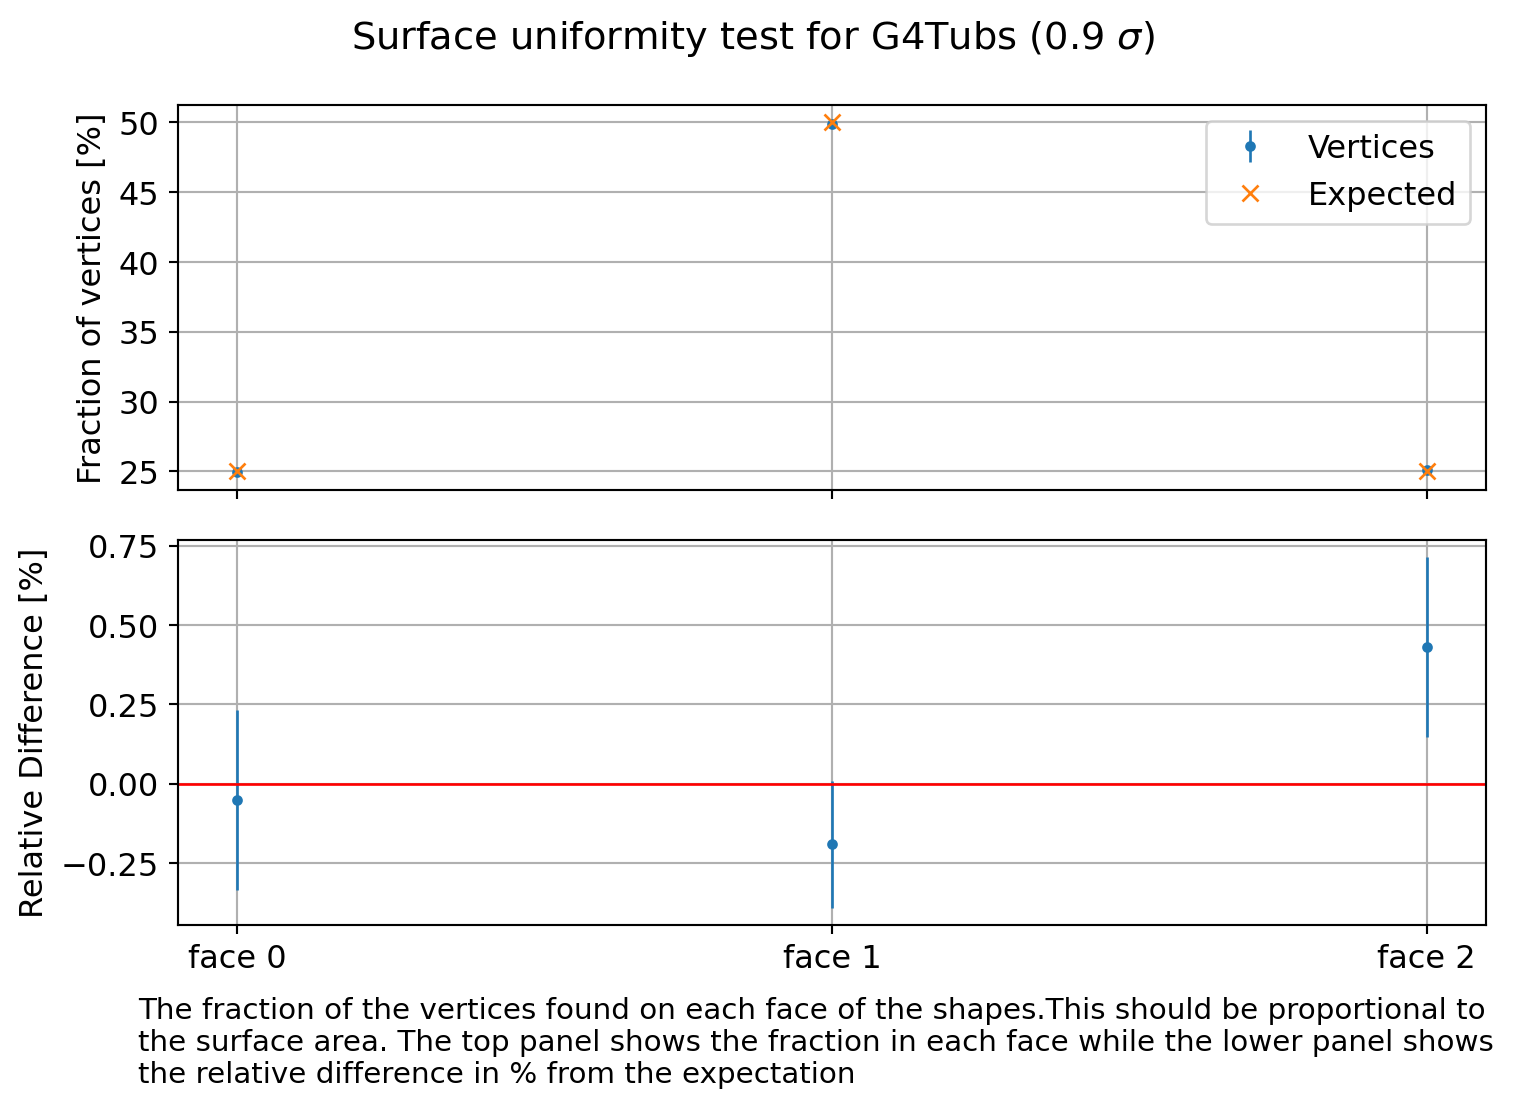 Surface uniformity test for G4Tubs (0.9 σ)
Fraction of vertices [%]
50
45
40
35
30
25
Vertices
Expected
Relative Difference [%]
0.75
0.50
0.25
0.00
−0.25
face 0
face 1
face 2
The fraction of the vertices found on each face of the shapes.This should be proportional to
the surface area. The top panel shows the fraction in each face while the lower panel shows
the relative difference in % from the expectation